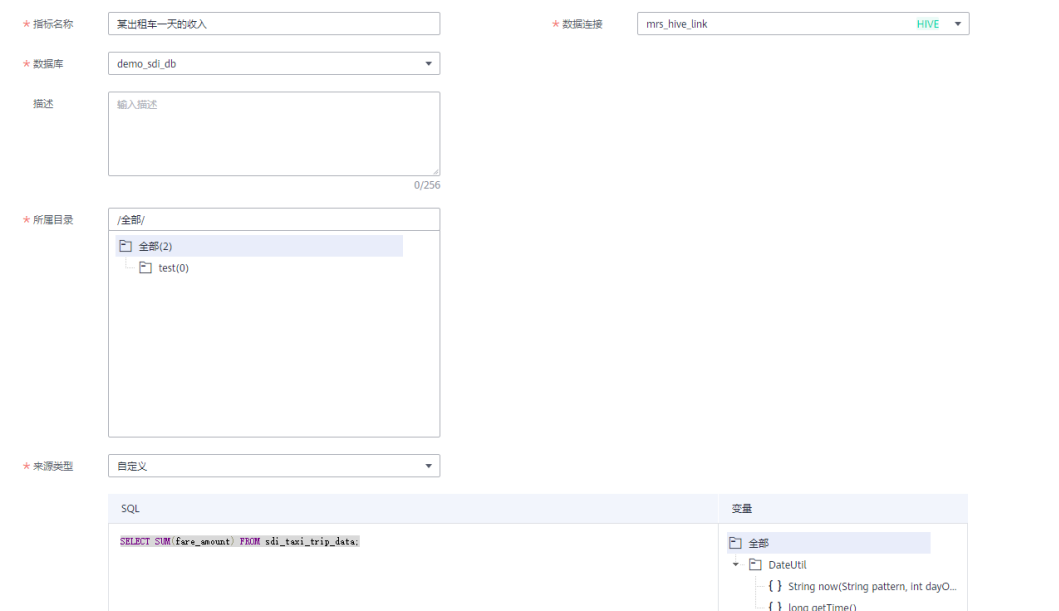 * 指标名称 某出租车一天的收入 * 数据连接 mrs_hive_link HIVE
* 数据库 demo_sdi_db
描述 输入描述
0/256
* 所属目录 /全部/
全部(2)
test(0)
* 来源类型 自定义
SQL 变量
SELECT SUM(fare_amount) FROM sdi_taxi_trip_data; 全部
DateUtil
{ } String now(String pattern, int dayO...
{ } long getTime()